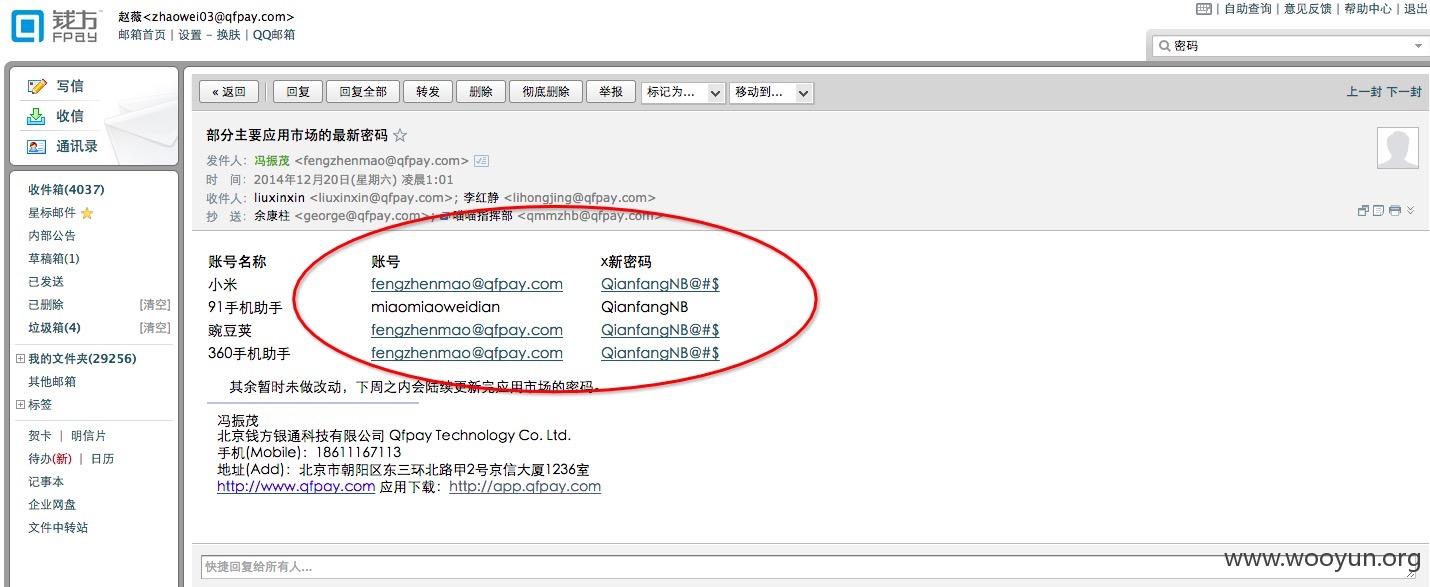 钱方 FPay
赵薇<zhaowei03@qfpay.com>
邮箱首页 | 设置 - 换肤 | QQ邮箱
| 自助查询 | 意见反馈 | 帮助中心 | 退出
密码
写信
收信
通讯录
收件箱(4037)
星标邮件
内部公告
草稿箱(1)
已发送
已删除 [清空]
垃圾箱(4) [清空]
我的文件夹(29256)
其他邮箱
标签
贺卡 | 明信片
待办(新) | 日历
记事本
企业网盘
文件中转站
« 返回 回复 回复全部 转发 删除 彻底删除 举报 标记为... 移动到... 上一封 下一封
部分主要应用市场的最新密码
发件人: 冯振茂 <fengzhenmao@qfpay.com>
时 间: 2014年12月20日(星期六) 凌晨1:01
收件人: liuxinxin <liuxinxin@qfpay.com>; 李红静 <lihongjing@qfpay.com>
抄 送: 余康柱 <george@qfpay.com>; 喵喵指挥部 <qmmzhb@qfpay.com>
账号名称 账号 x新密码
小米 fengzhenmao@qfpay.com QianfangNB@#$
91手机助手 miaomiaoweidian QianfangNB
豌豆荚 fengzhenmao@qfpay.com QianfangNB@#$
360手机助手 fengzhenmao@qfpay.com QianfangNB@#$
其余暂时未做改动，下周之内会陆续更新完应用市场的密码。
冯振茂
北京钱方银通科技有限公司 Qfpay Technology Co. Ltd.
手机(Mobile)：18611167113
地址(Add)：北京市朝阳区东三环北路甲2号京信大厦1236室
http://www.qfpay.com 应用下载：http://app.qfpay.com
快捷回复给所有人...
www.wooyun.org